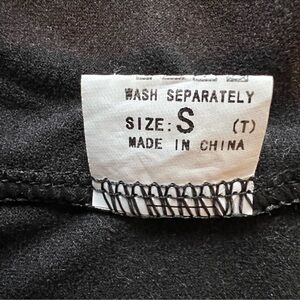 WASH SEPARATELY
SIZE: S (T)
MADE IN CHINA